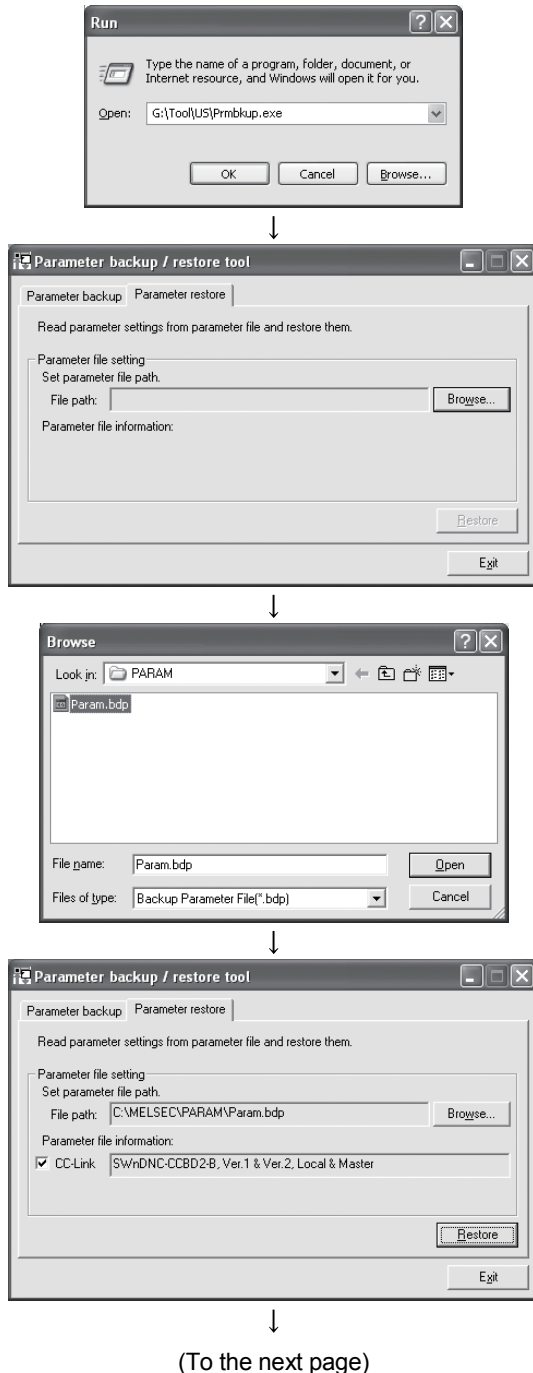 Run
Type the name of a program, folder, document, or
Internet resource, and Windows will open it for you.
Open: G:\Tool\US\Prmbkup.exe
OK Cancel Browse...
↓
Parameter backup / restore tool
Parameter backup Parameter restore
Read parameter settings from parameter file and restore them.
Parameter file setting
Set parameter file path.
File path: Browse...
Parameter file information:
Restore
Exit
↓
Browse
Look in: PARAM
Param.bdp
File name: Param.bdp Open
Files of type: Backup Parameter File(*.bdp) Cancel
↓
Parameter backup / restore tool
Parameter backup Parameter restore
Read parameter settings from parameter file and restore them.
Parameter file setting
Set parameter file path.
File path: C:\MELSEC\PARAM\Param.bdp Browse...
Parameter file information:
CC-Link SWnDNC-CCBD2-B, Ver.1 & Ver.2, Local & Master
Restore
Exit
↓
(To the next page)